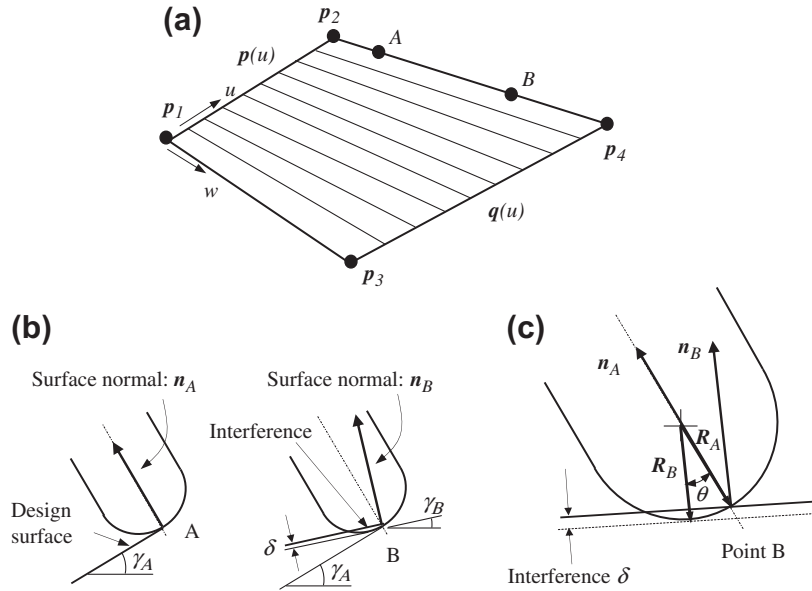 (a)
p2
A
p(u)
B
p1
u
w
p4
q(u)
p3
(b)
Surface normal: nA
Surface normal: nB
Interference
Design
surface
A
γA
δ
B
γB
γA
(c)
nA
nB
RA
RB
θ
Point B
Interference δ